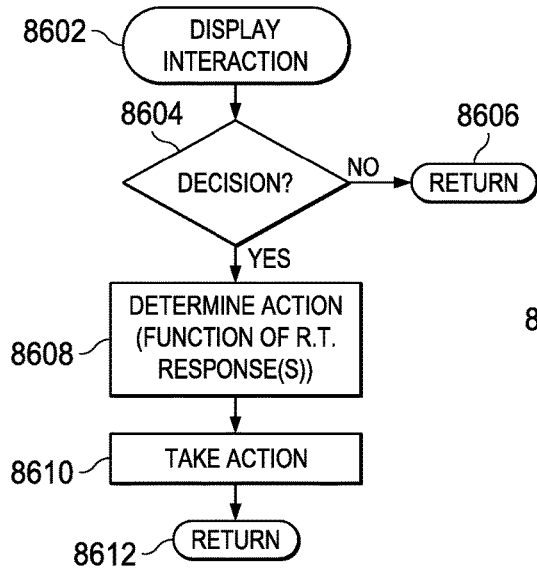 8602
DISPLAY
INTERACTION
8604
DECISION?
NO
8606
RETURN
YES
8608
DETERMINE ACTION
(FUNCTION OF R.T.
RESPONSE(S))
8
8610
TAKE ACTION
8612
RETURN